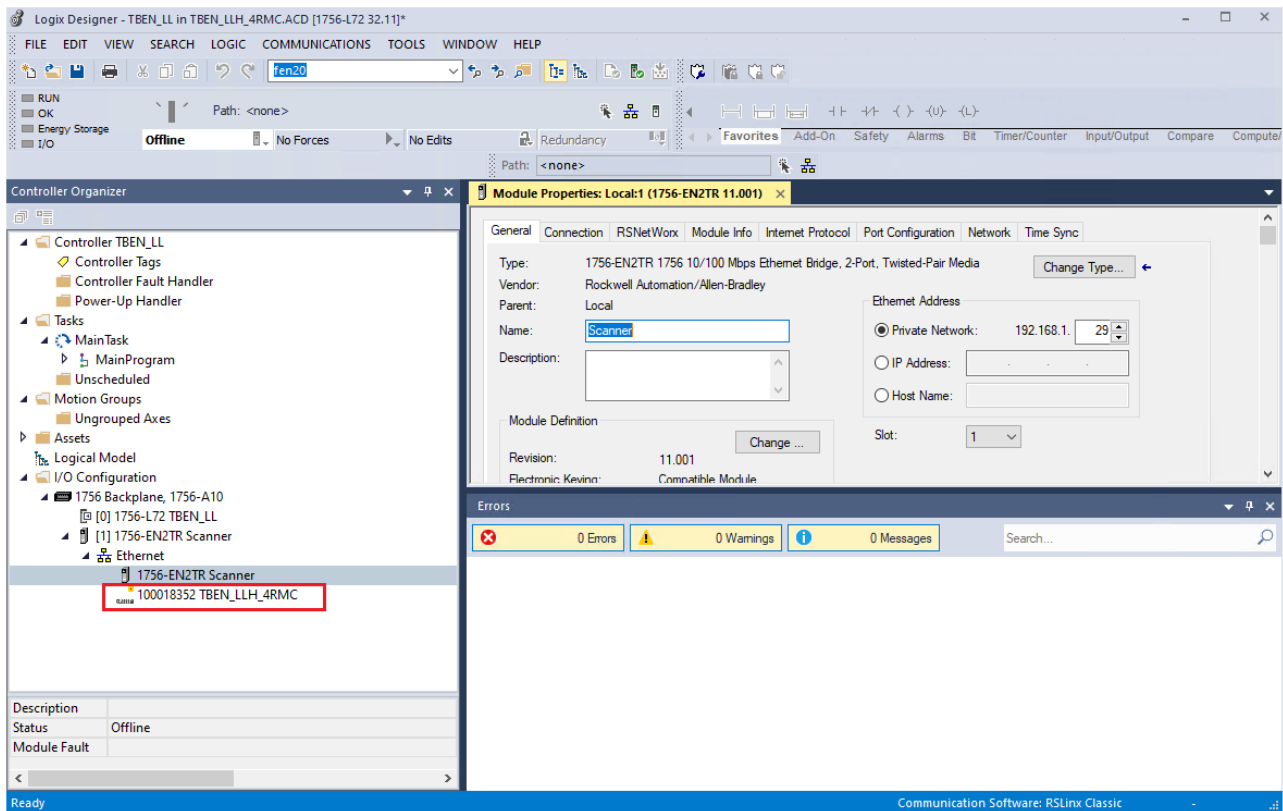 Logix Designer - TBEN_LL in TBEN_LLH_4RMC.ACD [1756-L72 32.11]*
FILE EDIT VIEW SEARCH LOGIC COMMUNICATIONS TOOLS WINDOW HELP
fen20
RUN
OK
Energy Storage
I/O
Path: <none>
Offline No Forces No Edits Redundancy
Favorites Add-On Safety Alarms Bit Timer/Counter Input/Output Compare Compute/
Path: <none>
Controller Organizer
Controller TBEN_LL
Controller Tags
Controller Fault Handler
Power-Up Handler
Tasks
MainTask
MainProgram
Unscheduled
Motion Groups
Ungrouped Axes
Assets
Logical Model
I/O Configuration
1756 Backplane, 1756-A10
[0] 1756-L72 TBEN_LL
[1] 1756-EN2TR Scanner
Ethernet
1756-EN2TR Scanner
100018352 TBEN_LLH_4RMC
Description
Status Offline
Module Fault
Module Properties: Local:1 (1756-EN2TR 11.001)
General Connection RSNetWorx Module Info Internet Protocol Port Configuration Network Time Sync
Type: 1756-EN2TR 1756 10/100 Mbps Ethernet Bridge, 2-Port, Twisted-Pair Media Change Type...
Vendor: Rockwell Automation/Allen-Bradley
Parent: Local
Name: Scanner
Description:
Ethernet Address
Private Network: 192.168.1. 29
IP Address:
Host Name:
Module Definition
Change ...
Slot: 1
Revision: 11.001
Electronic Keying: Compatible Module
Errors
0 Errors 0 Warnings 0 Messages Search...
Ready Communication Software: RSLinx Classic